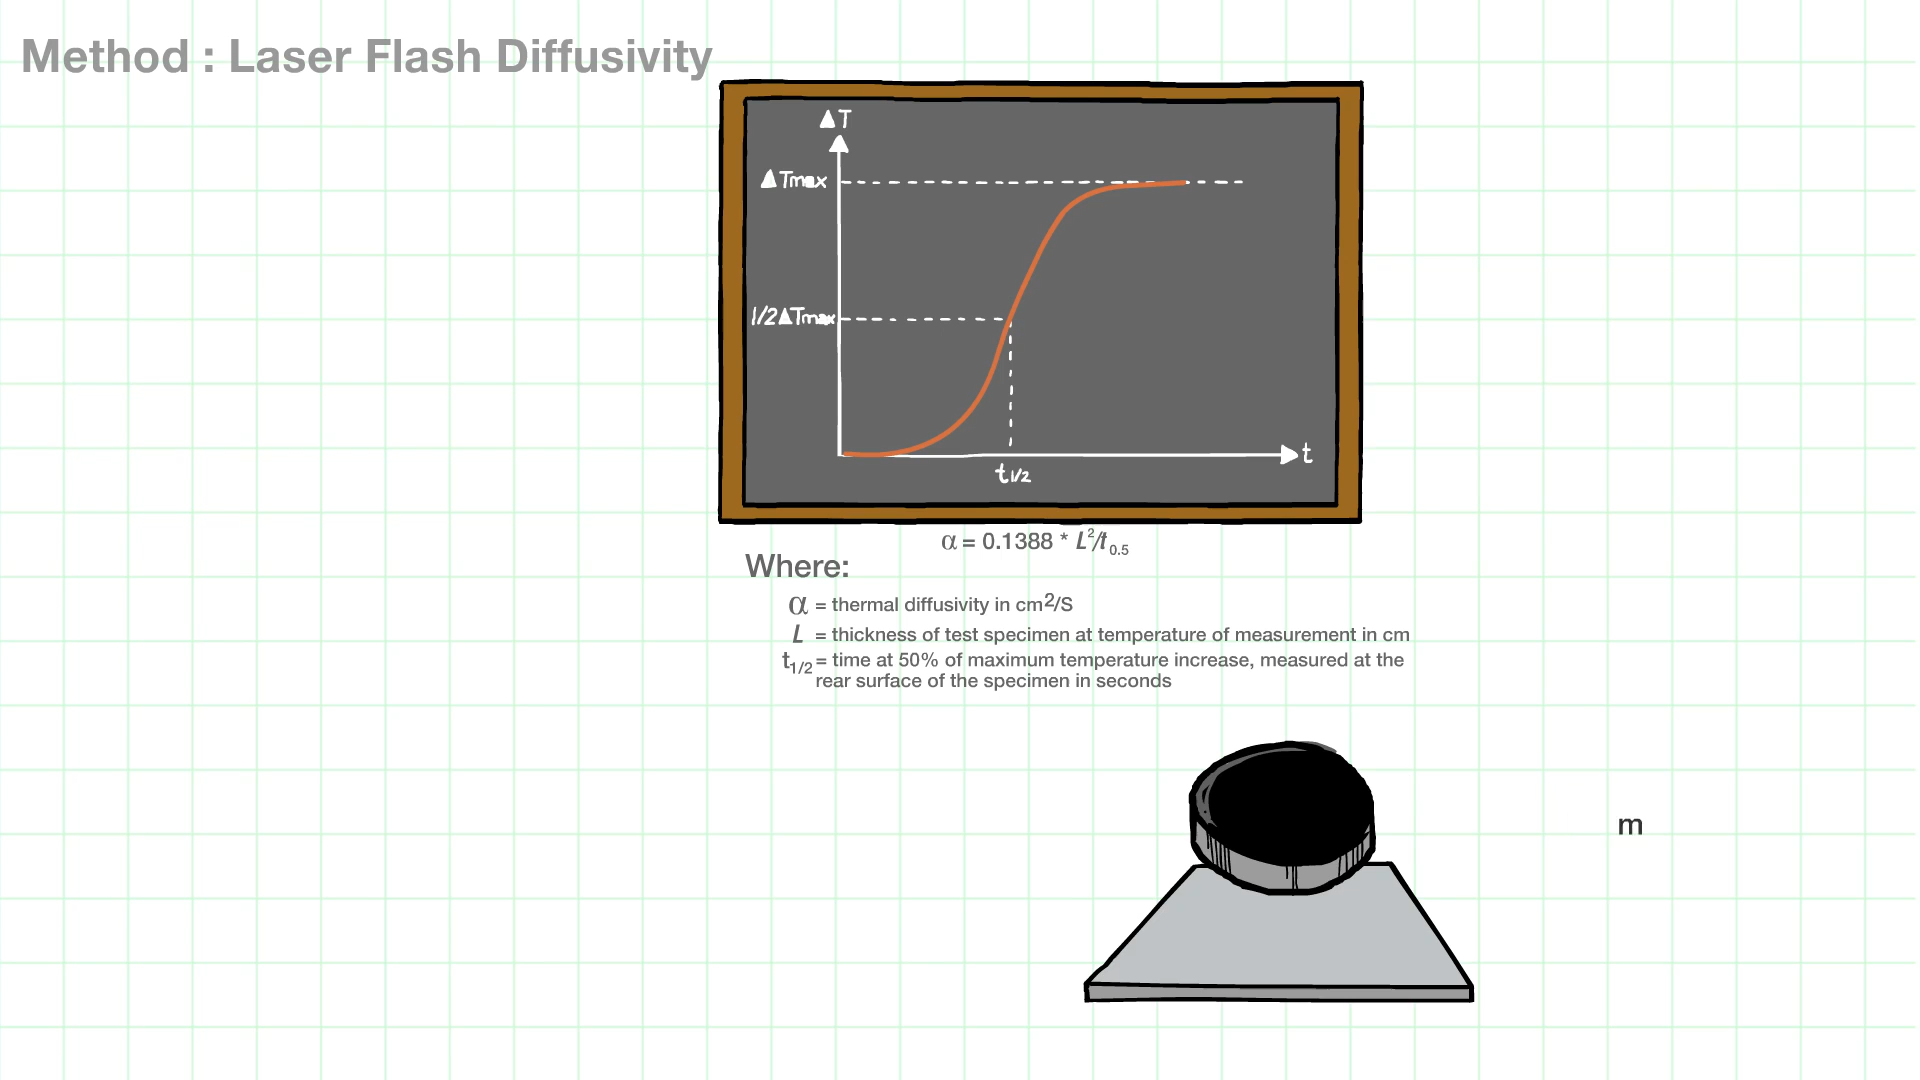 Method : Laser Flash Diffusivity
ΔT
ΔTmax
1/2ΔTmax
t
t1/2
α = 0.1388 * L²/t0.5
Where:
α = thermal diffusivity in cm2/S
L = thickness of test specimen at temperature of measurement in cm
t1/2 = time at 50% of maximum temperature increase, measured at the
rear surface of the specimen in seconds
m